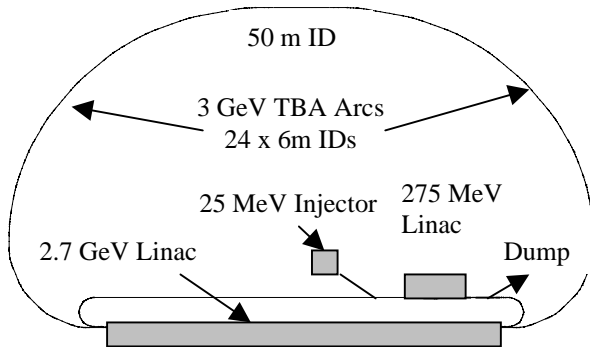 50 m ID
3 GeV TBA Arcs
24 x 6m IDs
25 MeV Injector
275 MeV
Linac
2.7 GeV Linac
Dump